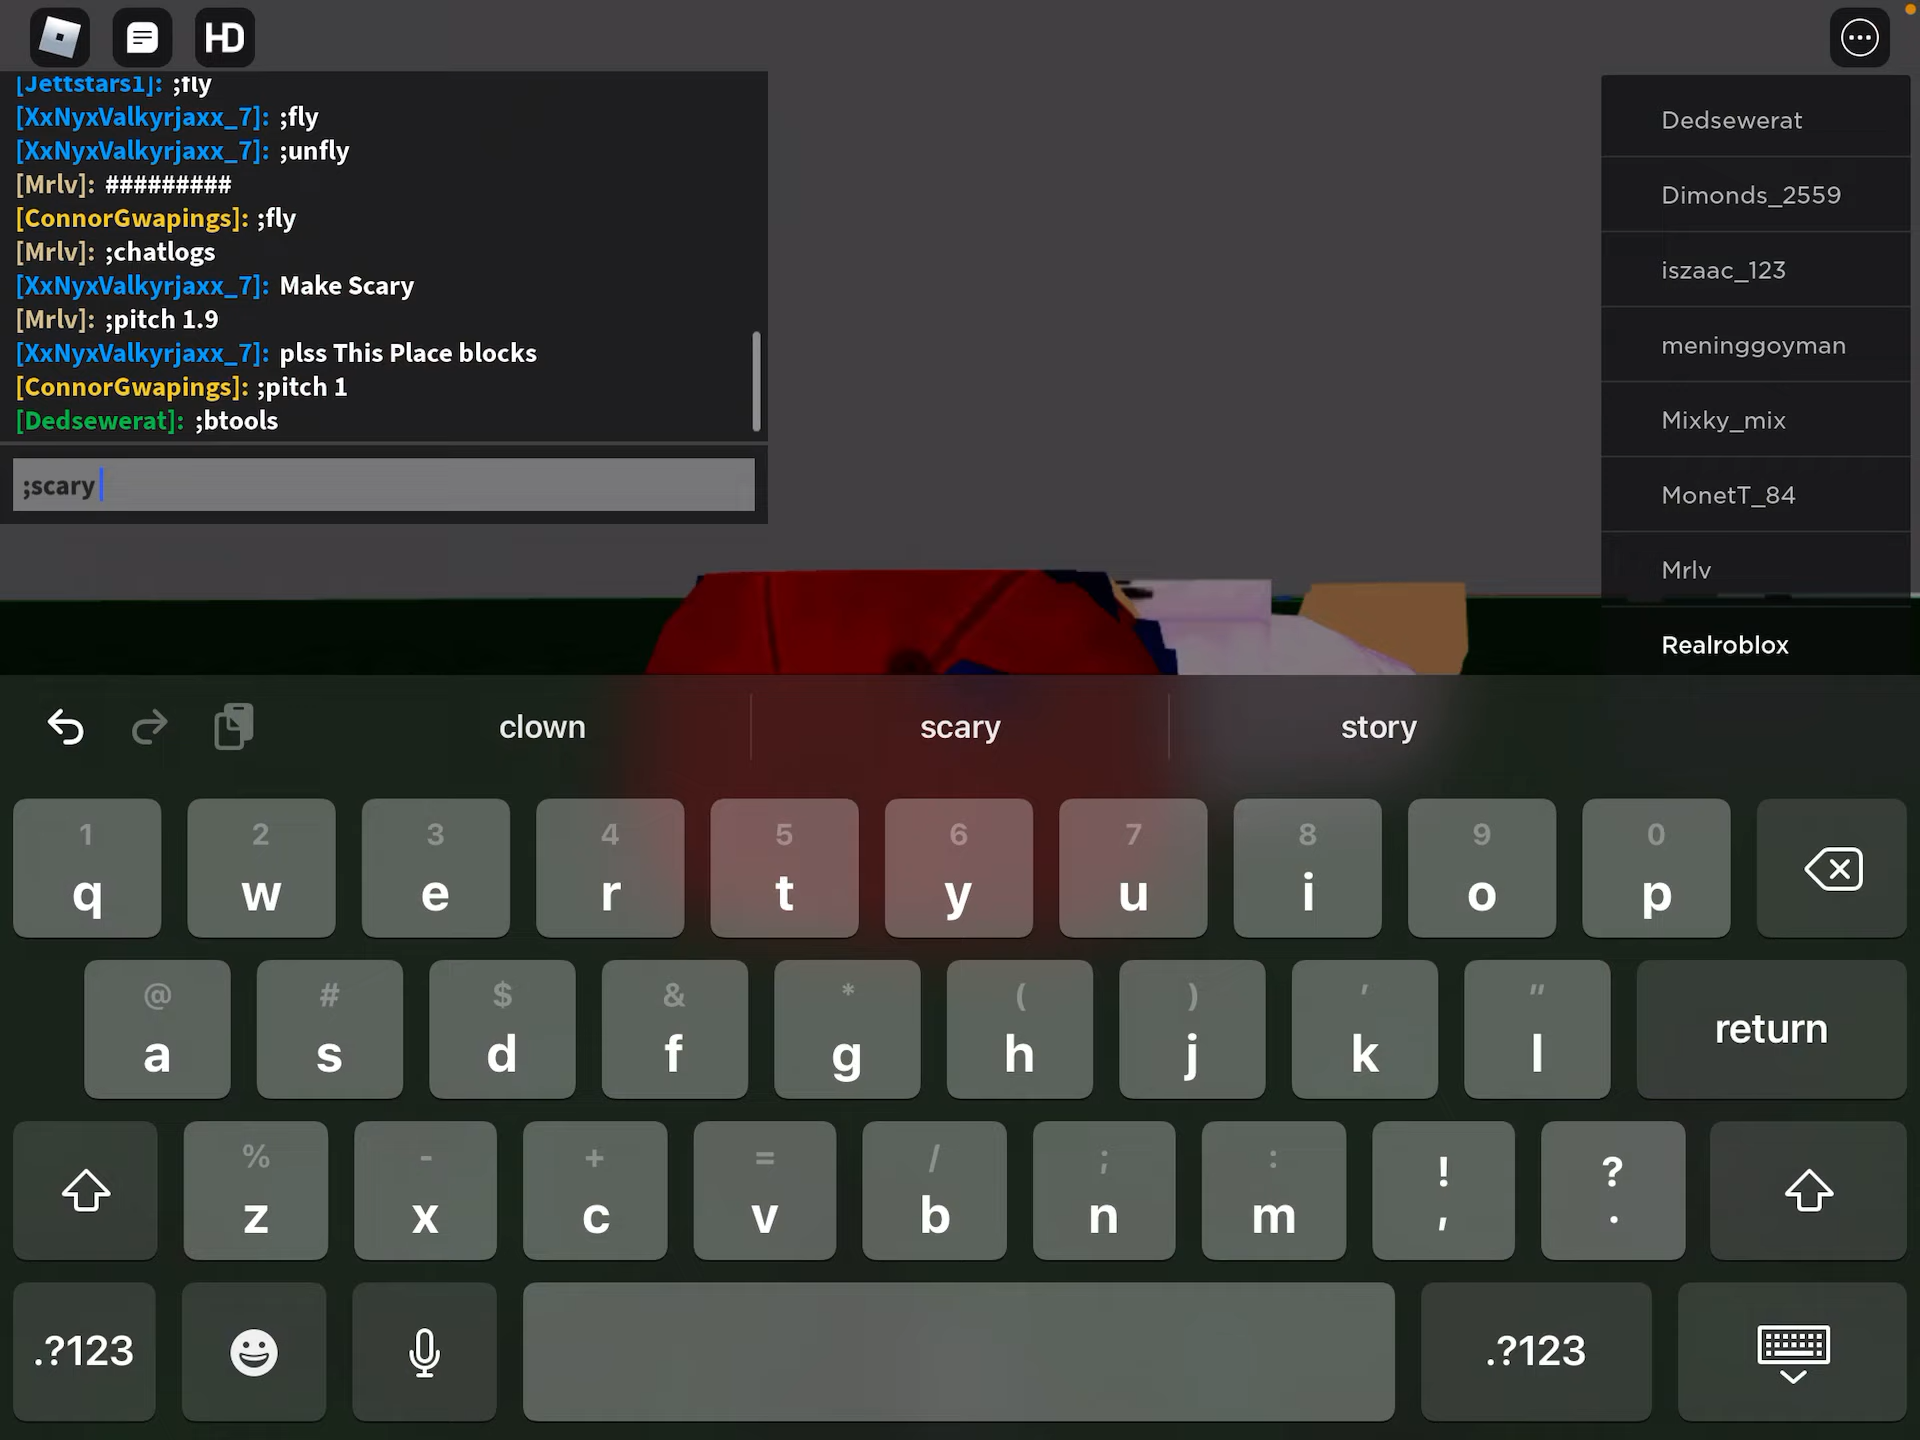 HD
[Jettstars1]: ;fly
[XxNyxValkyrjaxx_7]: ;fly
[XxNyxValkyrjaxx_7]: ;unfly
[Mrlv]: #########
[ConnorGwapings]: ;fly
[Mrlv]: ;chatlogs
[XxNyxValkyrjaxx_7]: Make Scary
[Mrlv]: ;pitch 1.9
[XxNyxValkyrjaxx_7]: plss This Place blocks
[ConnorGwapings]: ;pitch 1
[Dedsewerat]: ;btools
;scary
Dedsewerat
Dimonds_2559
iszaac_123
meninggoyman
Mixky_mix
MonetT_84
Mrlv
Realroblox
clown scary story
1 2 3 4 5 6 7 8 9 0
q w e r t y u i o p
@ # $ & * ( ) ' "
a s d f g h j k l return
% - + = / ; : ! ?
z x c v b n m , .
.?123 .?123